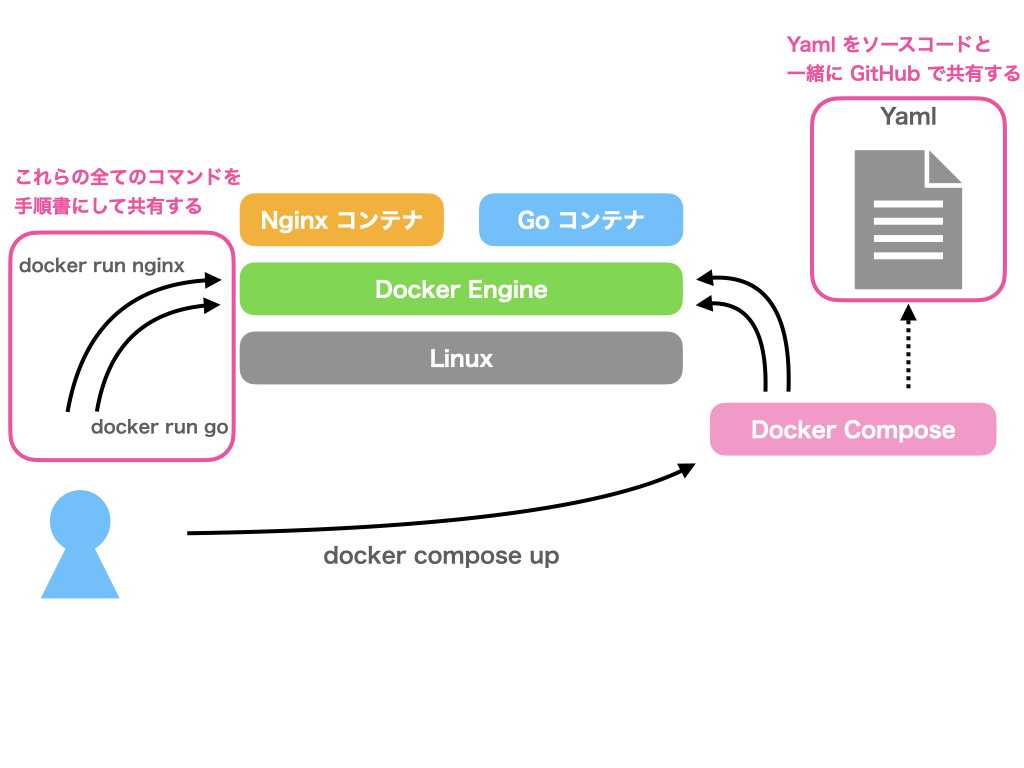 Yaml をソースコードと
一緒に GitHub で共有する
Yaml
これらの全てのコマンドを
手順書にして共有する
Nginx コンテナ
Go コンテナ
docker run nginx
Docker Engine
Linux
docker run go
Docker Compose
docker compose up